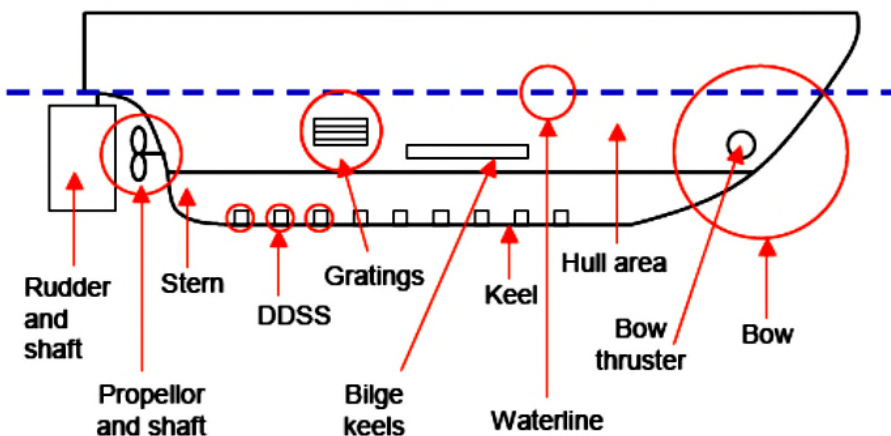 Rudder
and
shaft
Stern
DDSS
Gratings
Keel
Hull area
Bow
thruster
Bow
Propellor
and shaft
Bilge
keels
Waterline